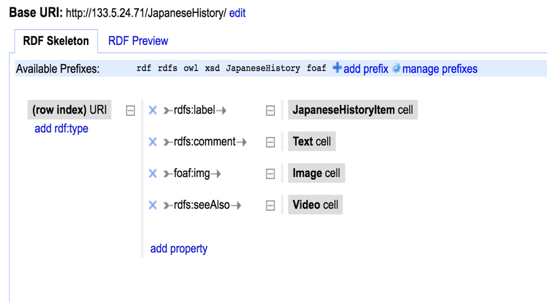 Base URI: http://133.5.24.71/JapaneseHistory/ edit
RDF Skeleton RDF Preview
Available Prefixes: rdf rdfs owl xsd JapaneseHistory foaf add prefix manage prefixes
(row index) URI rdfs:label JapaneseHistoryItem cell
add rdf:type
rdfs:comment Text cell
foaf:img Image cell
rdfs:seeAlso Video cell
add property